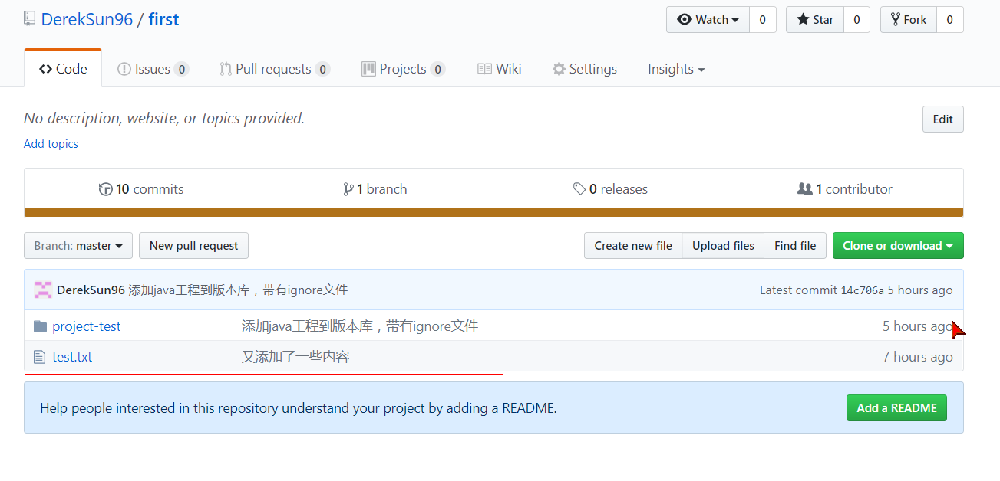 DerekSun96 / first
Watch 0 Star 0 Fork 0
Code Issues 0 Pull requests 0 Projects 0 Wiki Settings Insights
No description, website, or topics provided.
Edit
Add topics
10 commits 1 branch 0 releases 1 contributor
Branch: master New pull request Create new file Upload files Find file Clone or download
DerekSun96 添加java工程到版本库，带有ignore文件 Latest commit 14c706a 5 hours ago
project-test 添加java工程到版本库，带有ignore文件 5 hours ago
test.txt 又添加了一些内容 7 hours ago
Help people interested in this repository understand your project by adding a README. Add a README